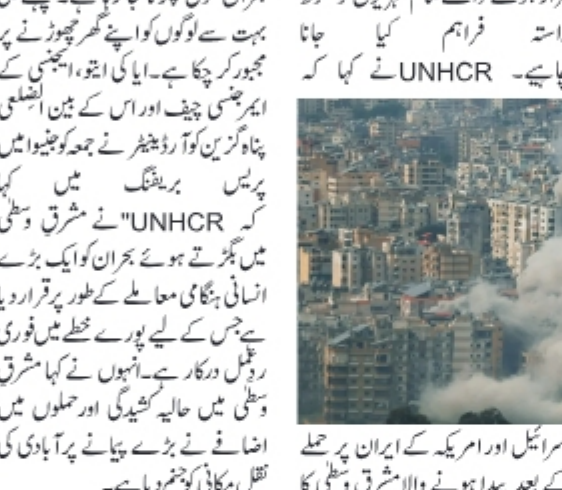 راستہ فراہم کیا جانا
چاہیے۔ UNHCR نے کہا کہ
اسرائیل اور امریکہ کے ایران پر حملے
کے بعد پیدا ہونے والا مشرق وسطیٰ کا
بہت سے لوگوں کو اپنے گھر چھوڑنے پر
مجبور کر چکا ہے۔ ایا کی ایتو، ایجنسی کے
ایمرجنسی چیف اور اس کے بین الضلعی
پناہ گزین کوآرڈینیٹر نے جمعہ کو جنیوا میں
پریس بریفنگ میں کہا
کہ UNHCR"نے مشرق وسطیٰ
میں بگڑتے ہوئے بحران کو ایک بڑے
انسانی ہنگامی معاملے کے طور پر قرار دیا
ہے جس کے لیے پورے خطے میں فوری
ردعمل درکار ہے۔ انہوں نے کہا مشرق
وسطیٰ میں حالیہ کشیدگی اور حملوں میں
اضافے نے بڑے پیمانے پر آبادی کی
نقل مکانی کو جنم دیا ہے۔